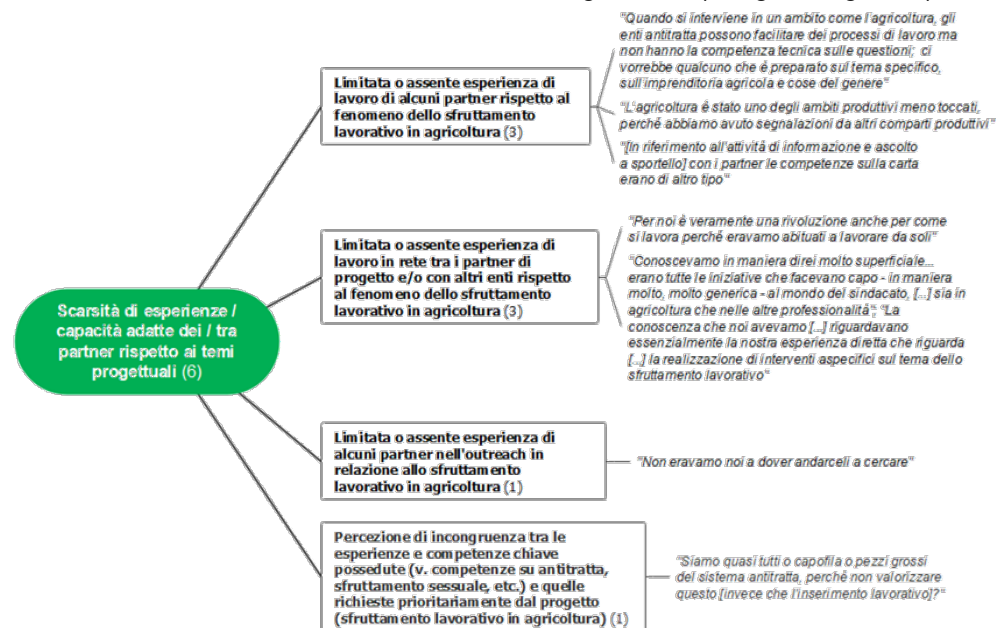 "Quando si interviene in un ambito come l'agricoltura, gli
enti antitratta possono facilitare dei processi di lavoro ma
non hanno la competenza tecnica sulle questioni; ci
vorrebbe qualcuno che è preparato sul tema specifico,
sull'imprenditoria agricola e cose del genere"
Limitata o assente esperienza di
lavoro di alcuni partner rispetto al
fenomeno dello sfruttamento
lavorativo in agricoltura (3)
"L'agricoltura è stato uno degli ambiti produttivi meno toccati,
perché abbiamo avuto segnalazioni da altri comparti produttivi"
"[In riferimento all'attività di informazione e ascolto
a sportello] con i partner le competenze sulla carta
erano di altro tipo"
Limitata o assente esperienza di
lavoro in rete tra i partner di
progetto e/o con altri enti rispetto
al fenomeno dello sfruttamento
lavorativo in agricoltura (3)
"Per noi è veramente una rivoluzione anche per come
si lavora perché eravamo abituati a lavorare da soli"
"Conoscevamo in maniera direi molto superficiale...
erano tutte le iniziative che facevano capo - in maniera
molto, molto generica - al mondo del sindacato, [...] sia in
agricoltura che nelle altre professionalità"; "La
conoscenza che noi avevamo [...] riguardavano
essenzialmente la nostra esperienza diretta che riguarda
[...] la realizzazione di interventi aspecifici sul tema dello
sfruttamento lavorativo"
Scarsità di esperienze /
capacità adatte dei / tra
partner rispetto ai temi
progettuali (6)
Limitata o assente esperienza di
alcuni partner nell'outreach in
relazione allo sfruttamento
lavorativo in agricoltura (1)
"Non eravamo noi a dover andarceli a cercare"
Percezione di incongruenza tra le
esperienze e competenze chiave
possedute (v. competenze su antitratta,
sfruttamento sessuale, etc.) e quelle
richieste prioritariamente dal progetto
(sfruttamento lavorativo in agricoltura) (1)
"Siamo quasi tutti o capofila o pezzi grossi
del sistema antitratta, perché non valorizzare
questo [invece che l'inserimento lavorativo]?"